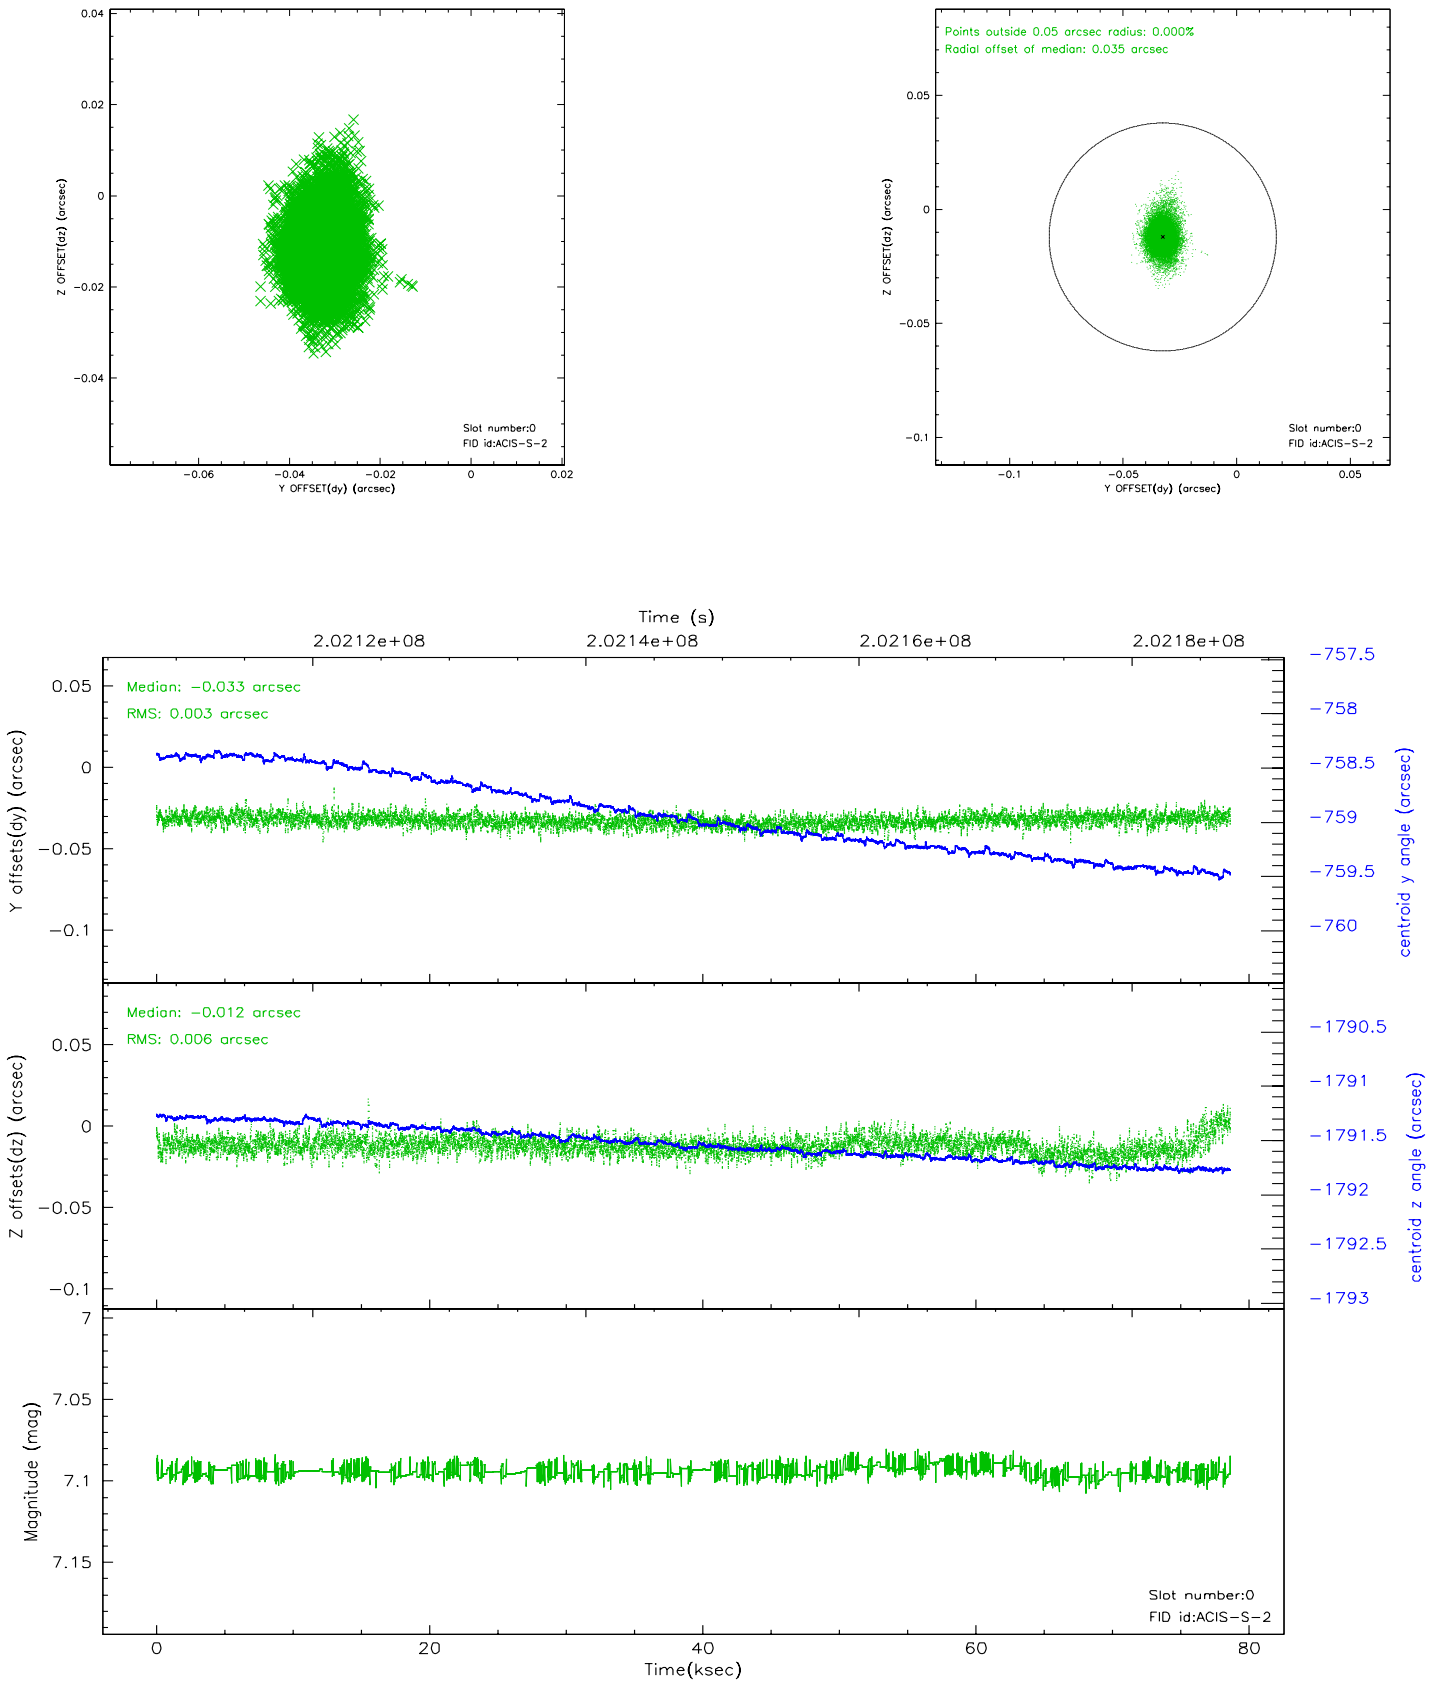 0.04
0.02
0
−0.02
−0.04
Z OFFSET(dz) (arcsec)
Slot number:0
FID id:ACIS−S−2
−0.06
−0.04
−0.02
0
0.02
Y OFFSET(dy) (arcsec)
Points outside 0.05 arcsec radius: 0.000%
Radial offset of median: 0.035 arcsec
0.05
0
−0.05
−0.1
Z OFFSET(dz) (arcsec)
Slot number:0
FID id:ACIS−S−2
−0.1
−0.05
0
0.05
Y OFFSET(dy) (arcsec)
Time (s)
2.0212e+08
2.0214e+08
2.0216e+08
2.0218e+08
Median: −0.033 arcsec
RMS: 0.003 arcsec
0.05
0
−0.05
−0.1
Y offsets(dy) (arcsec)
−757.5
−758
−758.5
−759
−759.5
−760
centroid y angle (arcsec)
Median: −0.012 arcsec
RMS: 0.006 arcsec
0.05
0
−0.05
−0.1
Z offsets(dz) (arcsec)
−1790.5
−1791
−1791.5
−1792
−1792.5
−1793
centroid z angle (arcsec)
7
7.05
7.1
7.15
Magnitude (mag)
Slot number:0
FID id:ACIS−S−2
0
20
40
60
80
Time(ksec)